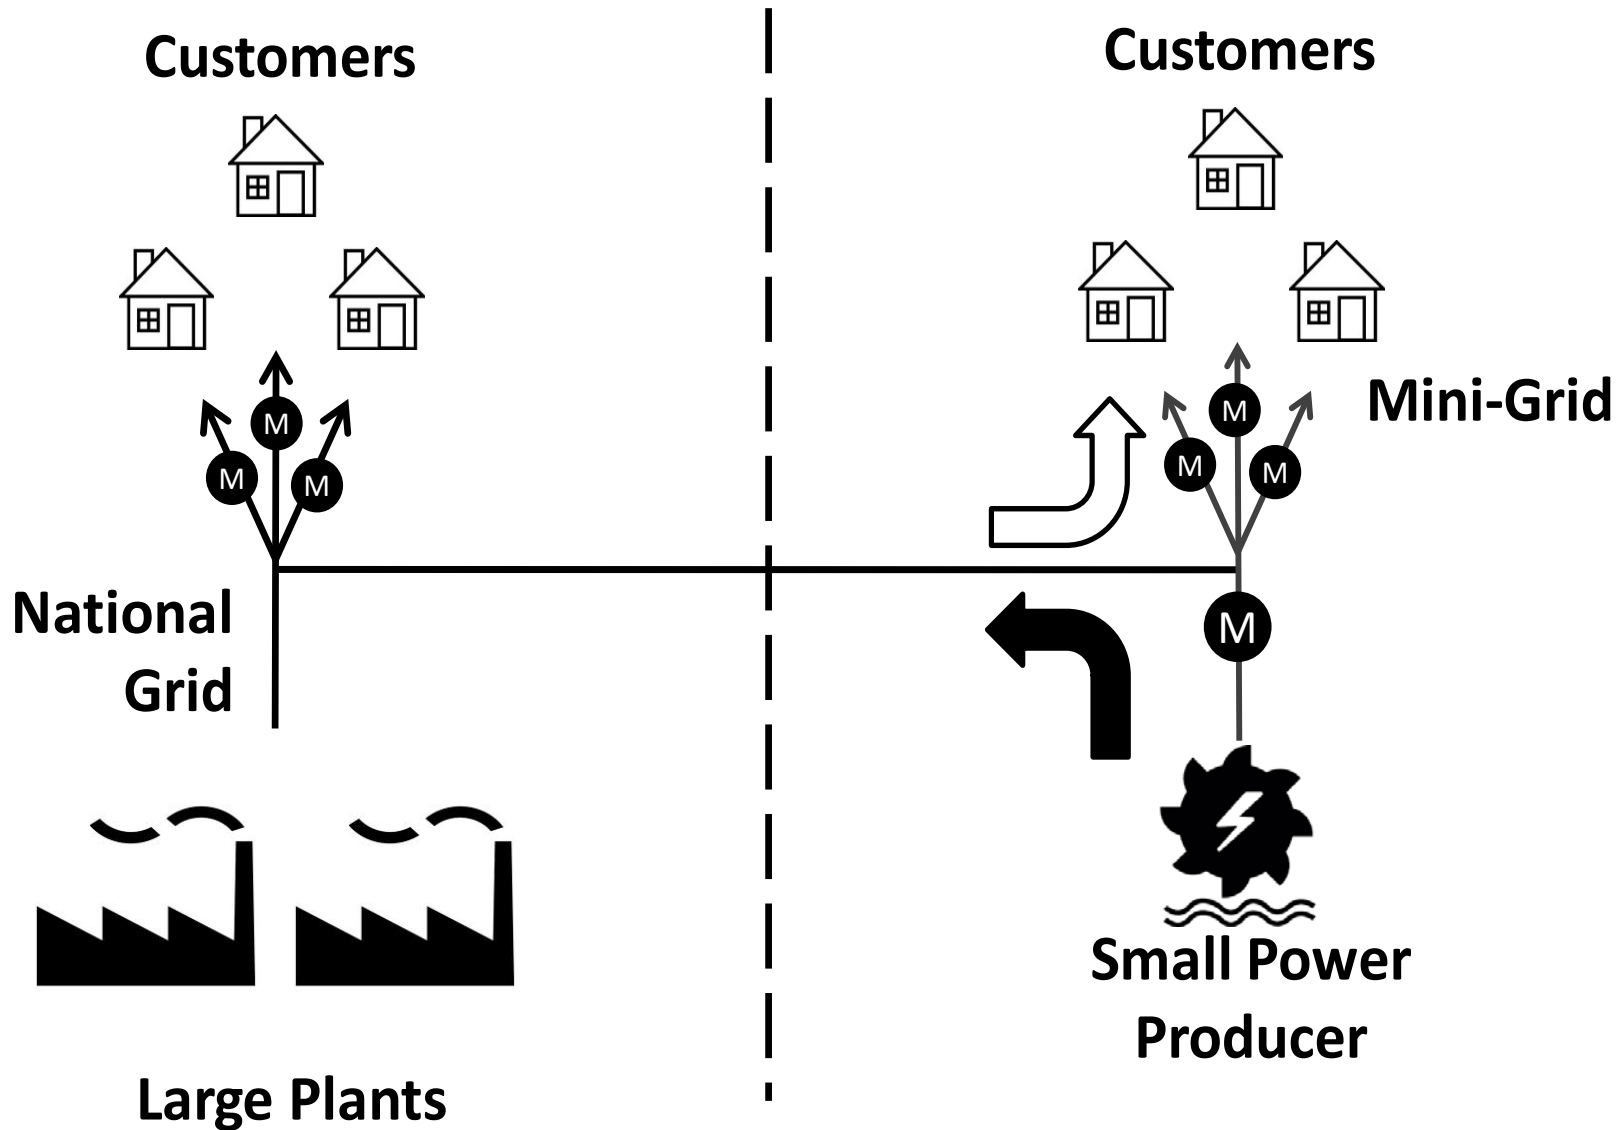 Customers
M
M
M
National
Grid
Large Plants
Customers
Mini-Grid
M
M
M
M
Small Power
Producer